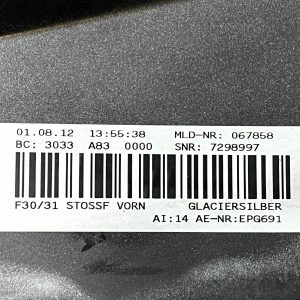 01.08.12 13:55:38 MLD-NR: 067858
BC: 3033 A83 0000 SNR: 7298997
F30/31 STOSSF VORN GLACIERSILBER
AI:14 AE-NR:EPG691